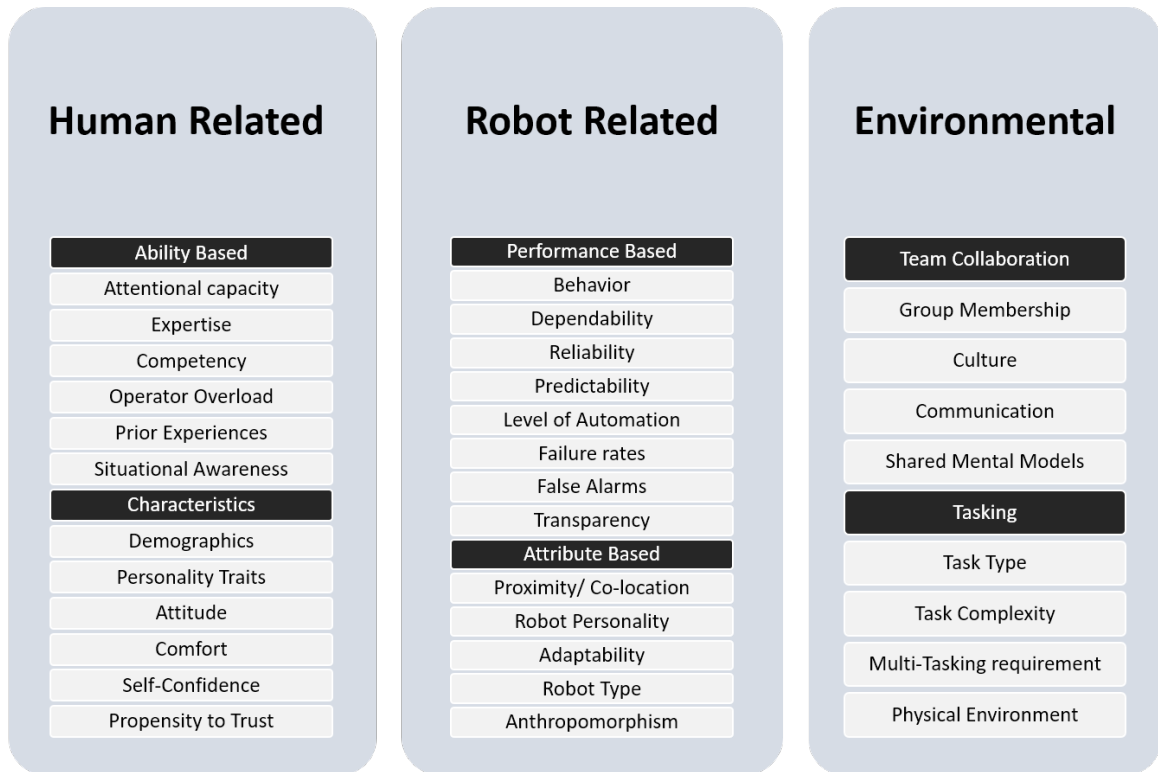 Human Related
Ability Based
Attentional capacity
Expertise
Competency
Operator Overload
Prior Experiences
Situational Awareness
Characteristics
Demographics
Personality Traits
Attitude
Comfort
Self-Confidence
Propensity to Trust
Robot Related
Performance Based
Behavior
Dependability
Reliability
Predictability
Level of Automation
Failure rates
False Alarms
Transparency
Attribute Based
Proximity/ Co-location
Robot Personality
Adaptability
Robot Type
Anthropomorphism
Environmental
Team Collaboration
Group Membership
Culture
Communication
Shared Mental Models
Tasking
Task Type
Task Complexity
Multi-Tasking requirement
Physical Environment